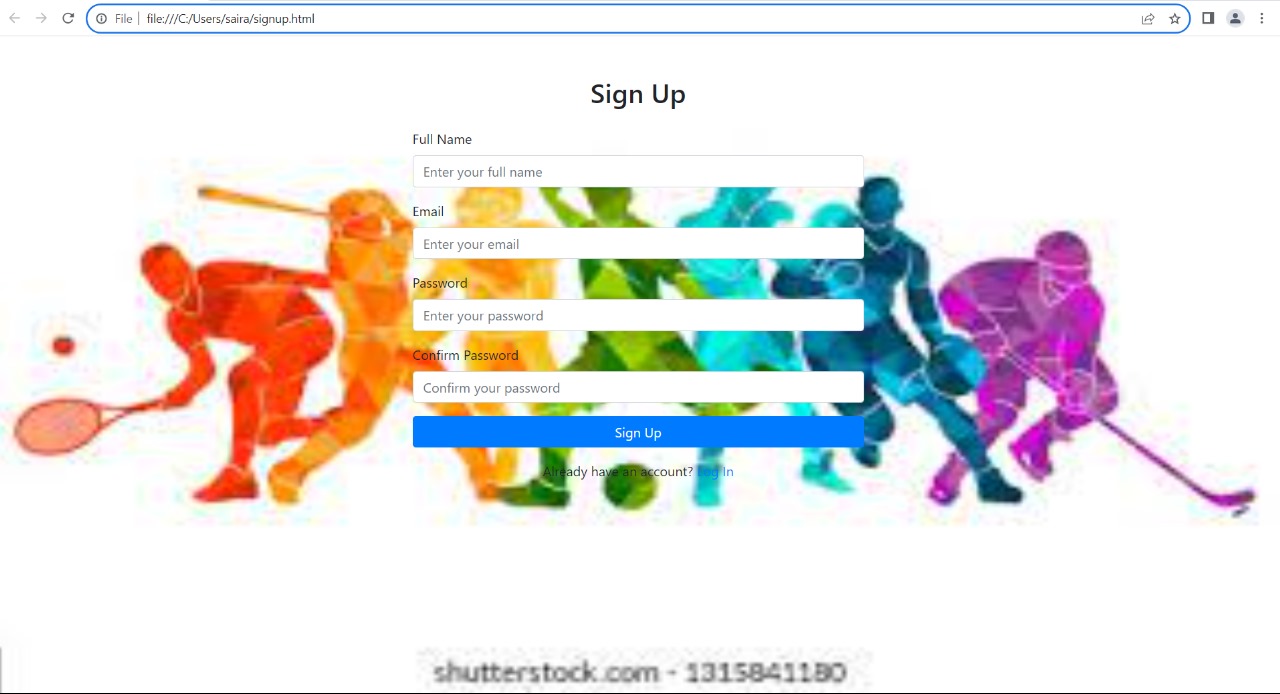 File file:///C:/Users/saira/signup.html
Sign Up
Full Name
Enter your full name
Email
Enter your email
Password
Enter your password
Confirm Password
Confirm your password
Sign Up
Already have an account? Log In
shutterstock.com - 1315841180